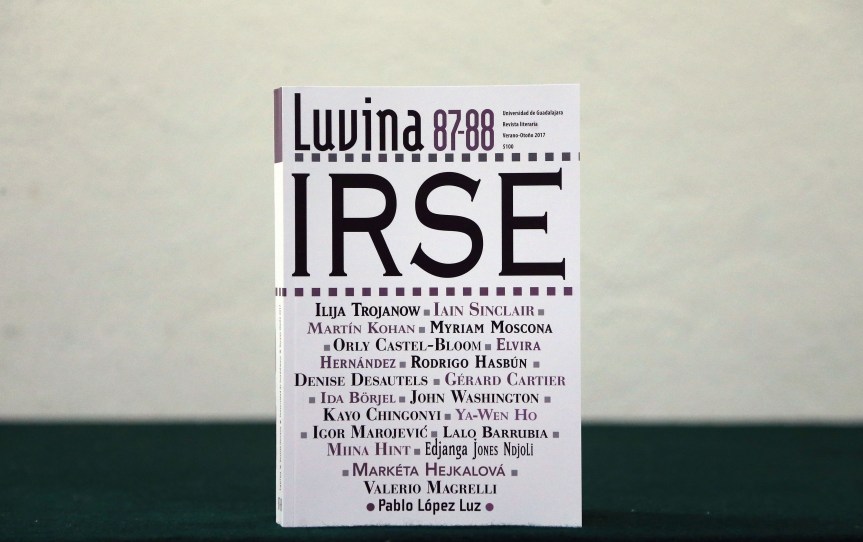 Luvina 87-88
Universidad de Guadalajara
Revista literaria
Verano-Otoño 2017
$100
IRSE
Ilija Trojanow ■ Iain Sinclair ■
Martín Kohan ■ Myriam Moscona
■ Orly Castel-Bloom ■ Elvira
Hernández ■ Rodrigo Hasbún ■
Denise Desautels ■ Gérard Cartier
■ Ida Börjel ■ John Washington ■
Kayo Chingonyi ■ Ya-Wen Ho
■ Igor Marojević ■ Lalo Barrubia ■
Miina Hint ■ Edjanga Jones Ndjoli
■ Markéta Hejkalová ■
Valerio Magrelli
● Pablo López Luz ●